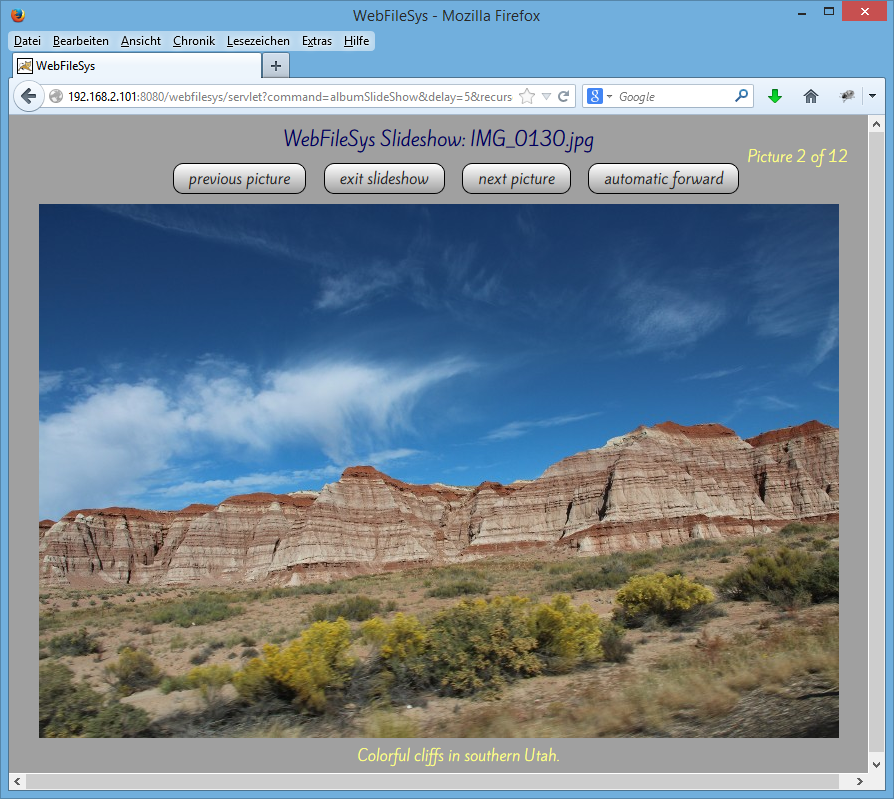 WebFileSys - Mozilla Firefox
Datei Bearbeiten Ansicht Chronik Lesezeichen Extras Hilfe
WebFileSys
192.168.2.101:8080/webfilesys/servlet?command=albumSlideShow&delay=5&recurs
Google
WebFileSys Slideshow: IMG_0130.jpg
Picture 2 of 12
previous picture exit slideshow next picture automatic forward
Colorful cliffs in southern Utah.